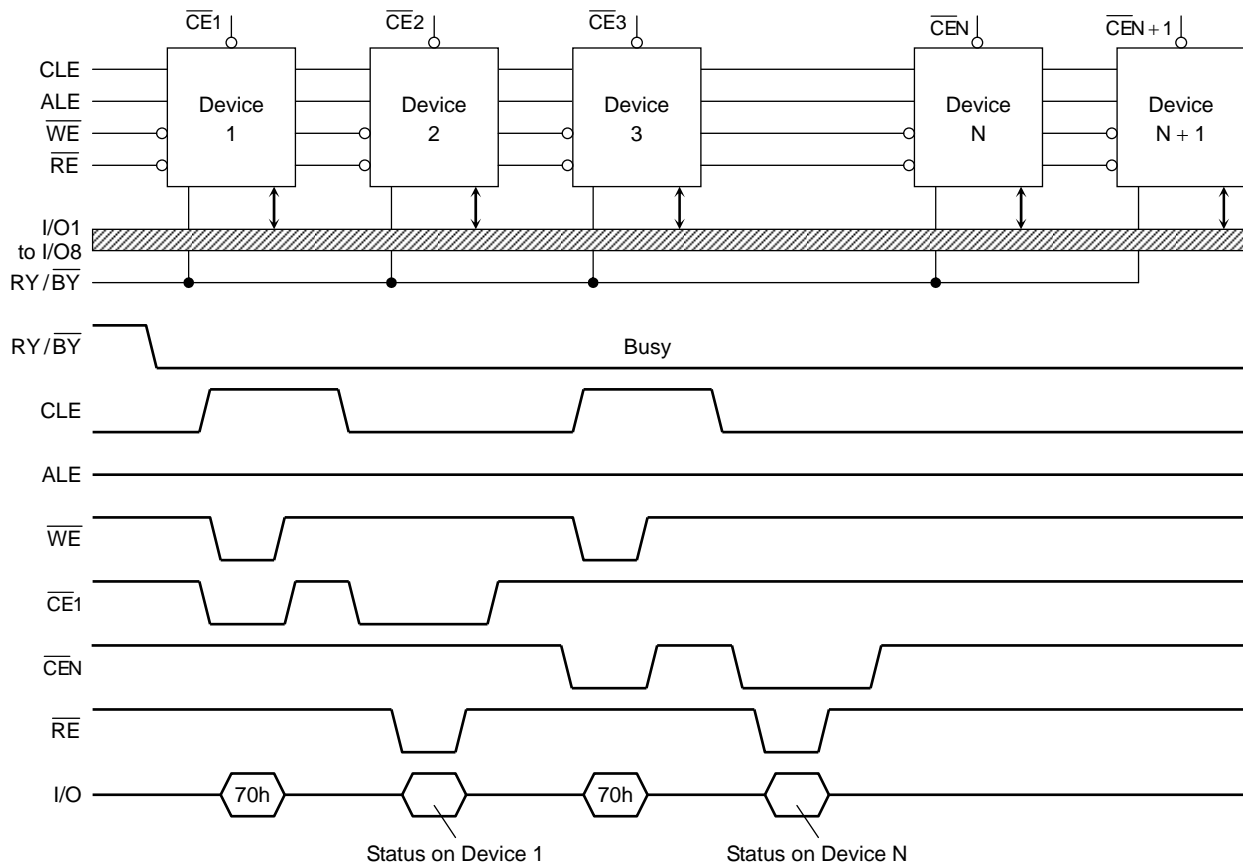 CE1 CE2 CE3 CEN CEN + 1
CLE
ALE
WE
RE
Device 1
Device 2
Device 3
Device N
Device N + 1
I/O1
to I/O8
RY / BY
RY / BY
Busy
CLE
ALE
WE
CE1
CEN
RE
I/O
70h
70h
Status on Device 1
Status on Device N